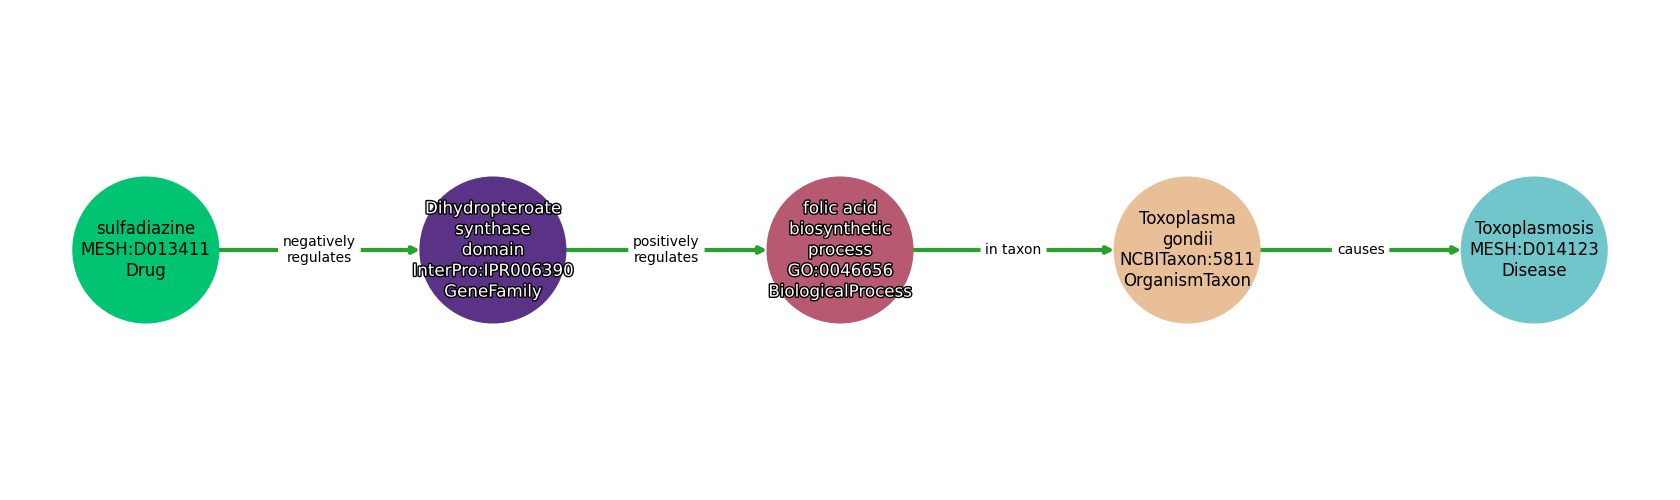 sulfadiazine
MESH:D013411
Drug
negatively
regulates
Dihydropteroate
synthase
domain
InterPro:IPR006390
GeneFamily
positively
regulates
folic acid
biosynthetic
process
GO:0046656
BiologicalProcess
in taxon
Toxoplasma
gondii
NCBITaxon:5811
OrganismTaxon
causes
Toxoplasmosis
MESH:D014123
Disease